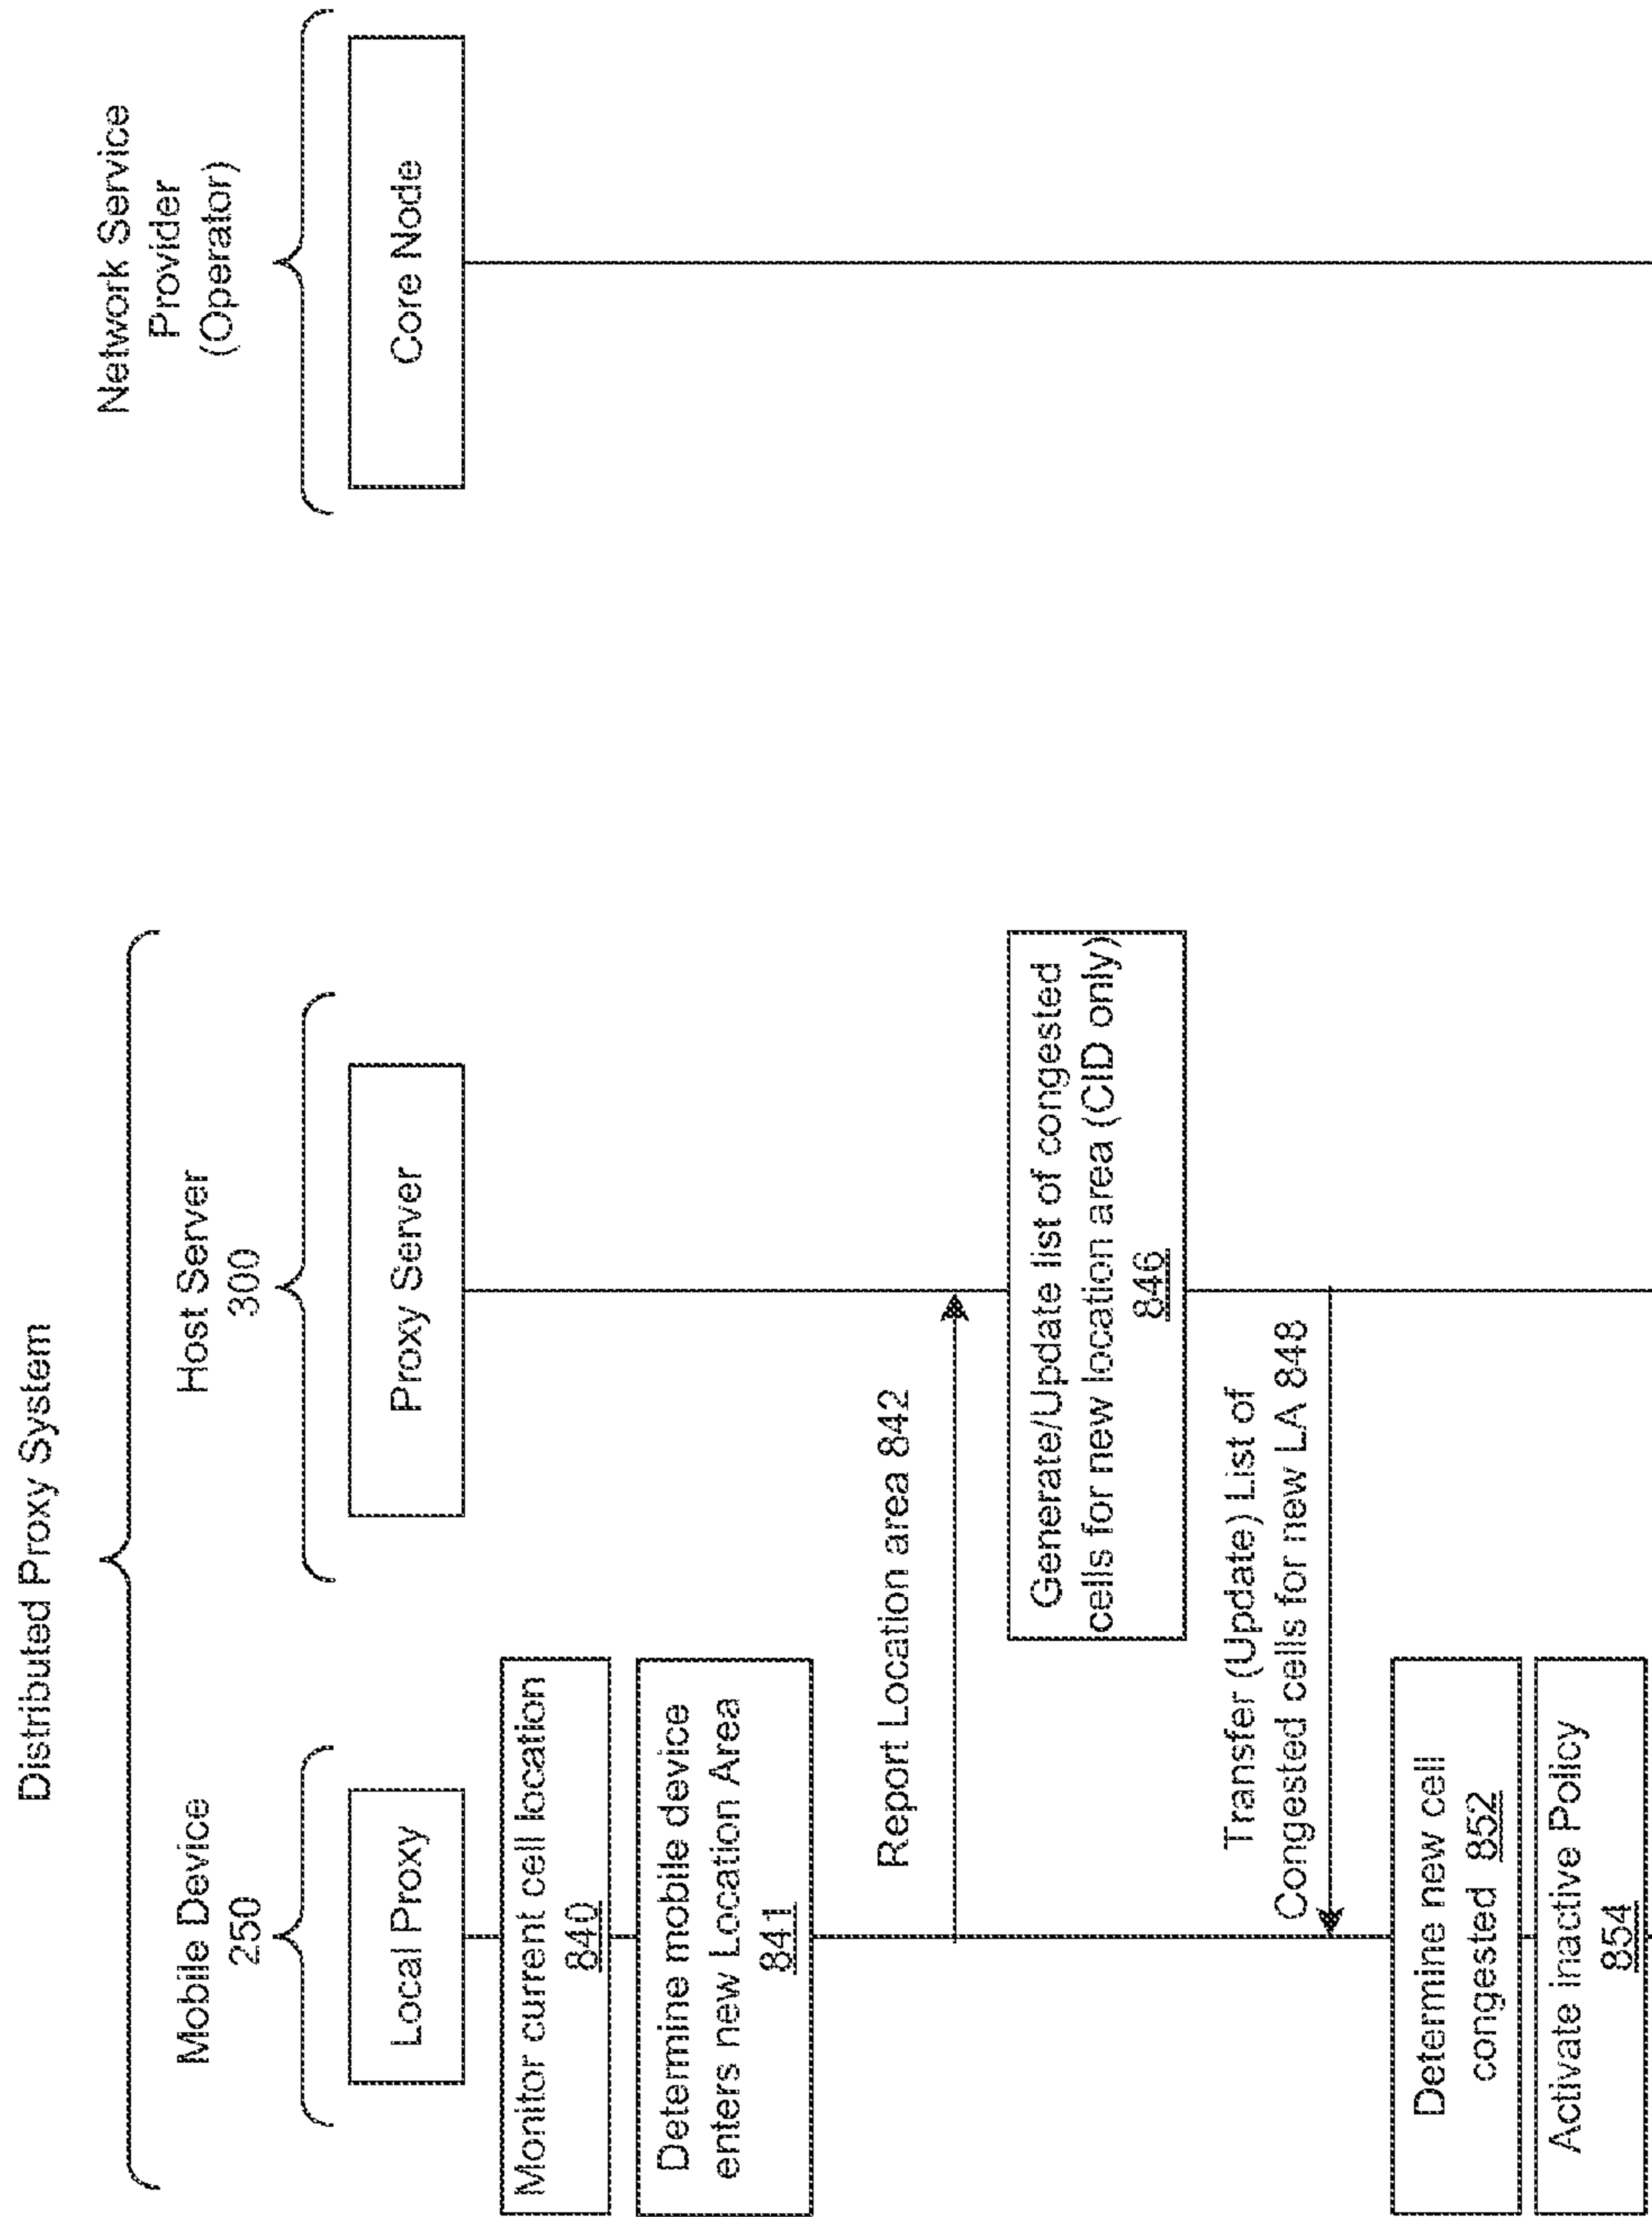 Distributed Proxy System
Mobile Device
250
Host Server
300
Network Service
Provider
(Operator)
Local Proxy
Proxy Server
Core Node
Monitor current cell location
840
Determine mobile device
enters new Location Area
841
Report Location area 842
Generate/Update list of congested
cells for new location area (CID only)
846
Transfer (Update) List of
Congested cells for new LA 848
Determine new cell
congested 852
Activate inactive Policy
854